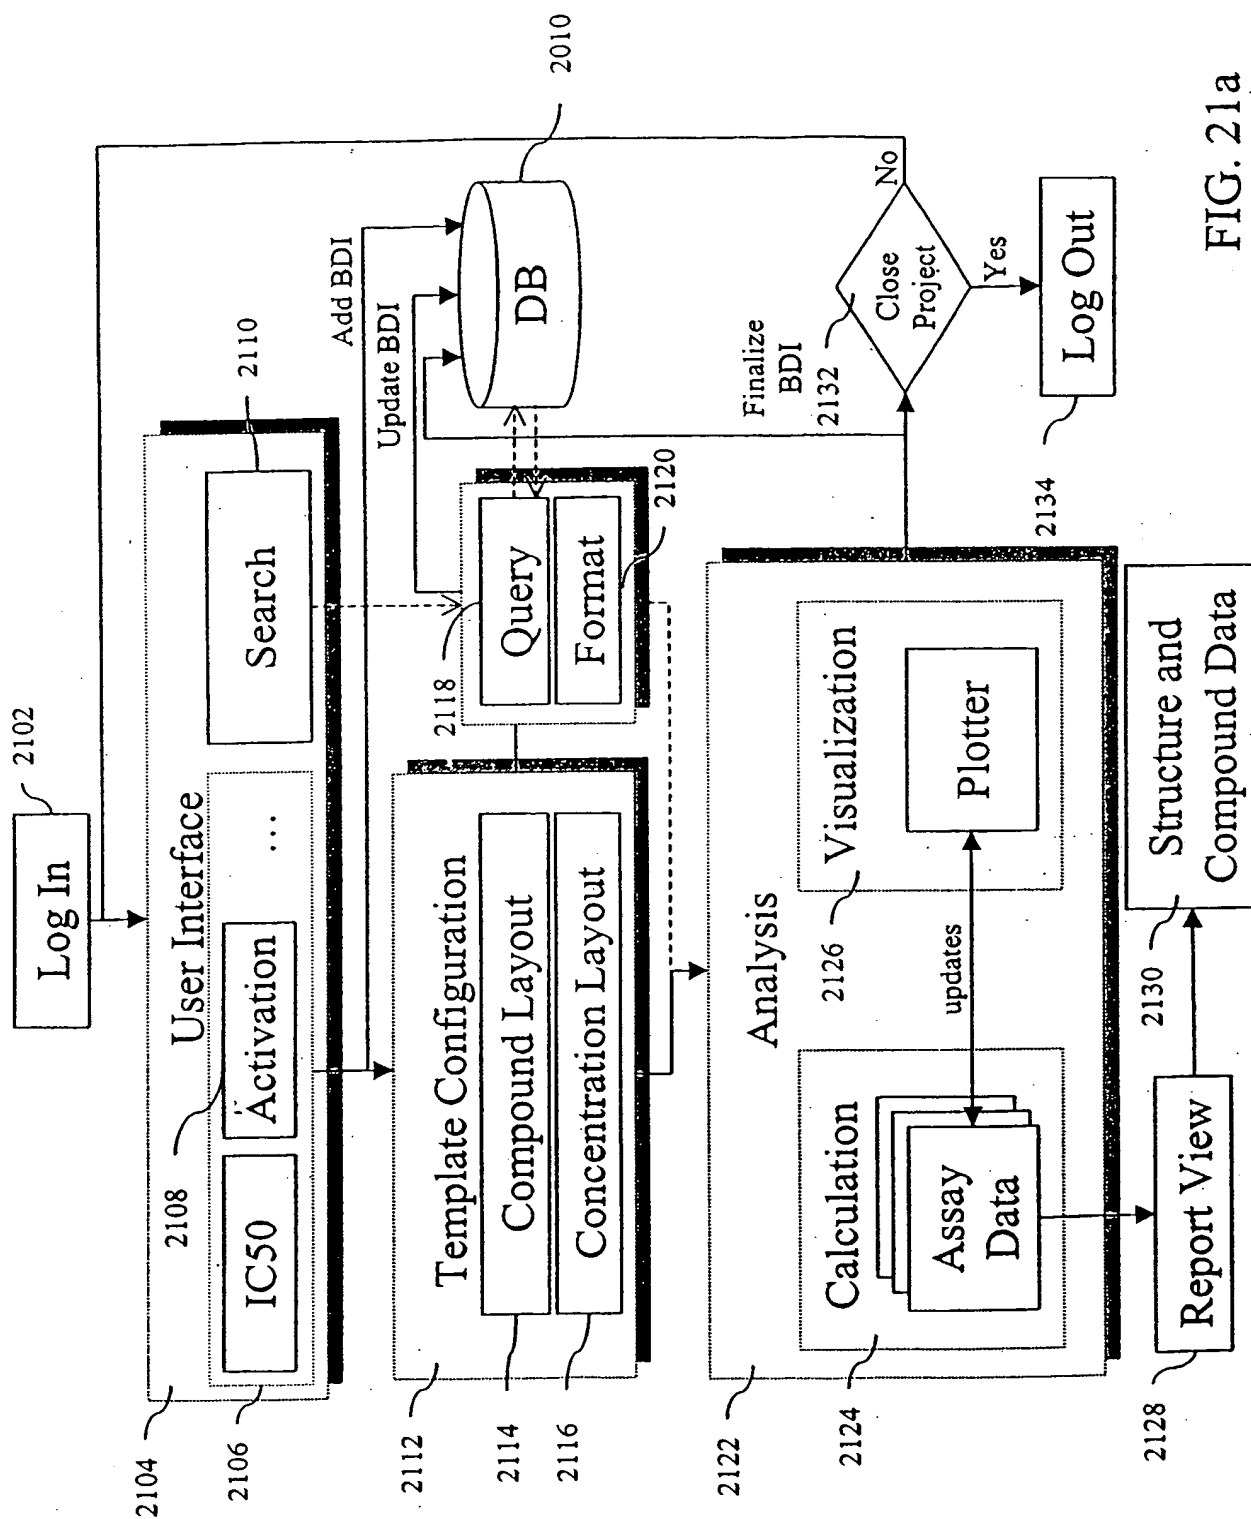 Log In
2102
2104
User Interface
2106
2108
IC50
Activation
...
Search
2110
Add BDI
Update BDI
2010
DB
2112
Template Configuration
2114
Compound Layout
2116
Concentration Layout
2118
Query
Format
2120
2122
Analysis
2124
Calculation
Assay
Data
updates
2126
Visualization
Plotter
Finalize
BDI
2132
Close
Project
No
Yes
Log Out
2134
2128
Report View
2130
Structure and
Compound Data
FIG. 21a